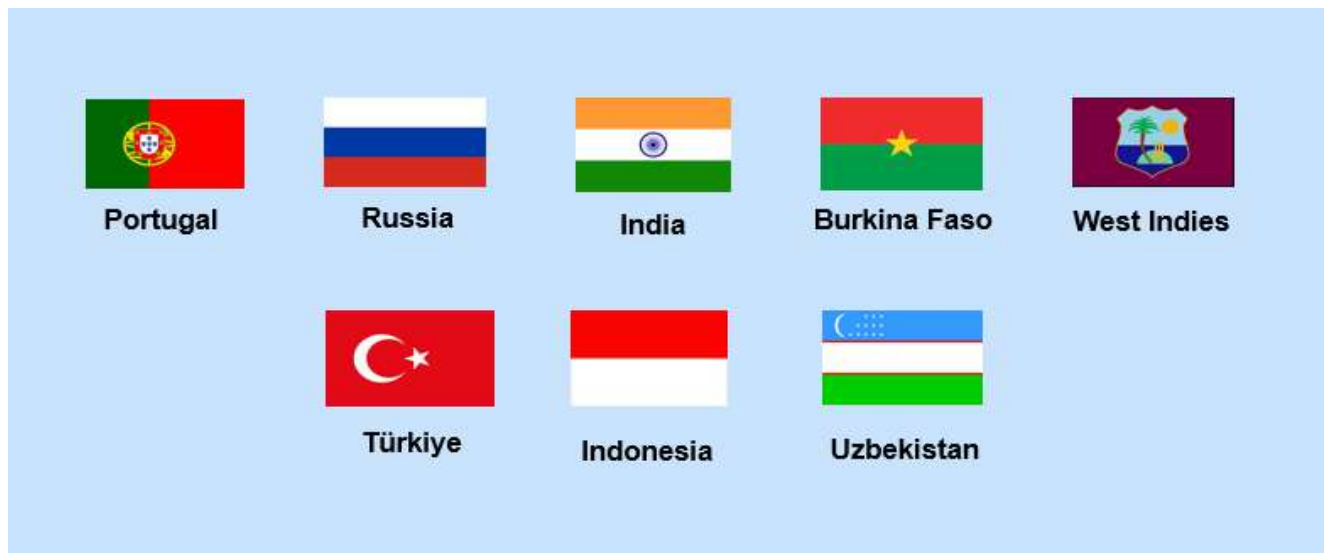 Portugal
Russia
India
Burkina Faso
West Indies
Türkiye
Indonesia
Uzbekistan